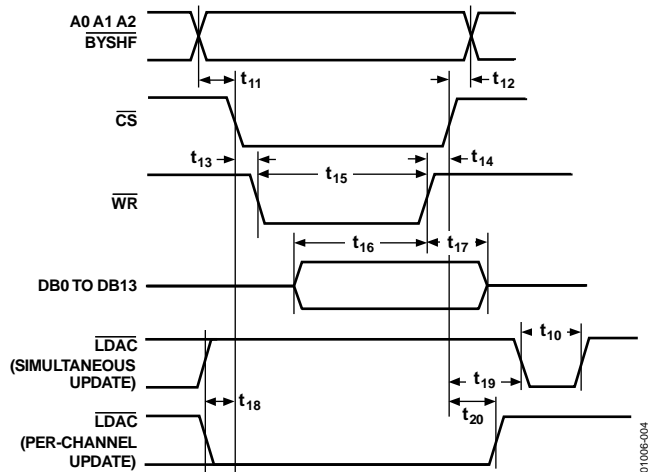 A0 A1 A2
BYSHF
t11
t12
CS
t13
t15
t14
WR
t16
t17
DB0 TO DB13
LDAC
(SIMULTANEOUS
UPDATE)
t10
t19
t18
t20
LDAC
(PER-CHANNEL
UPDATE)
01006-004